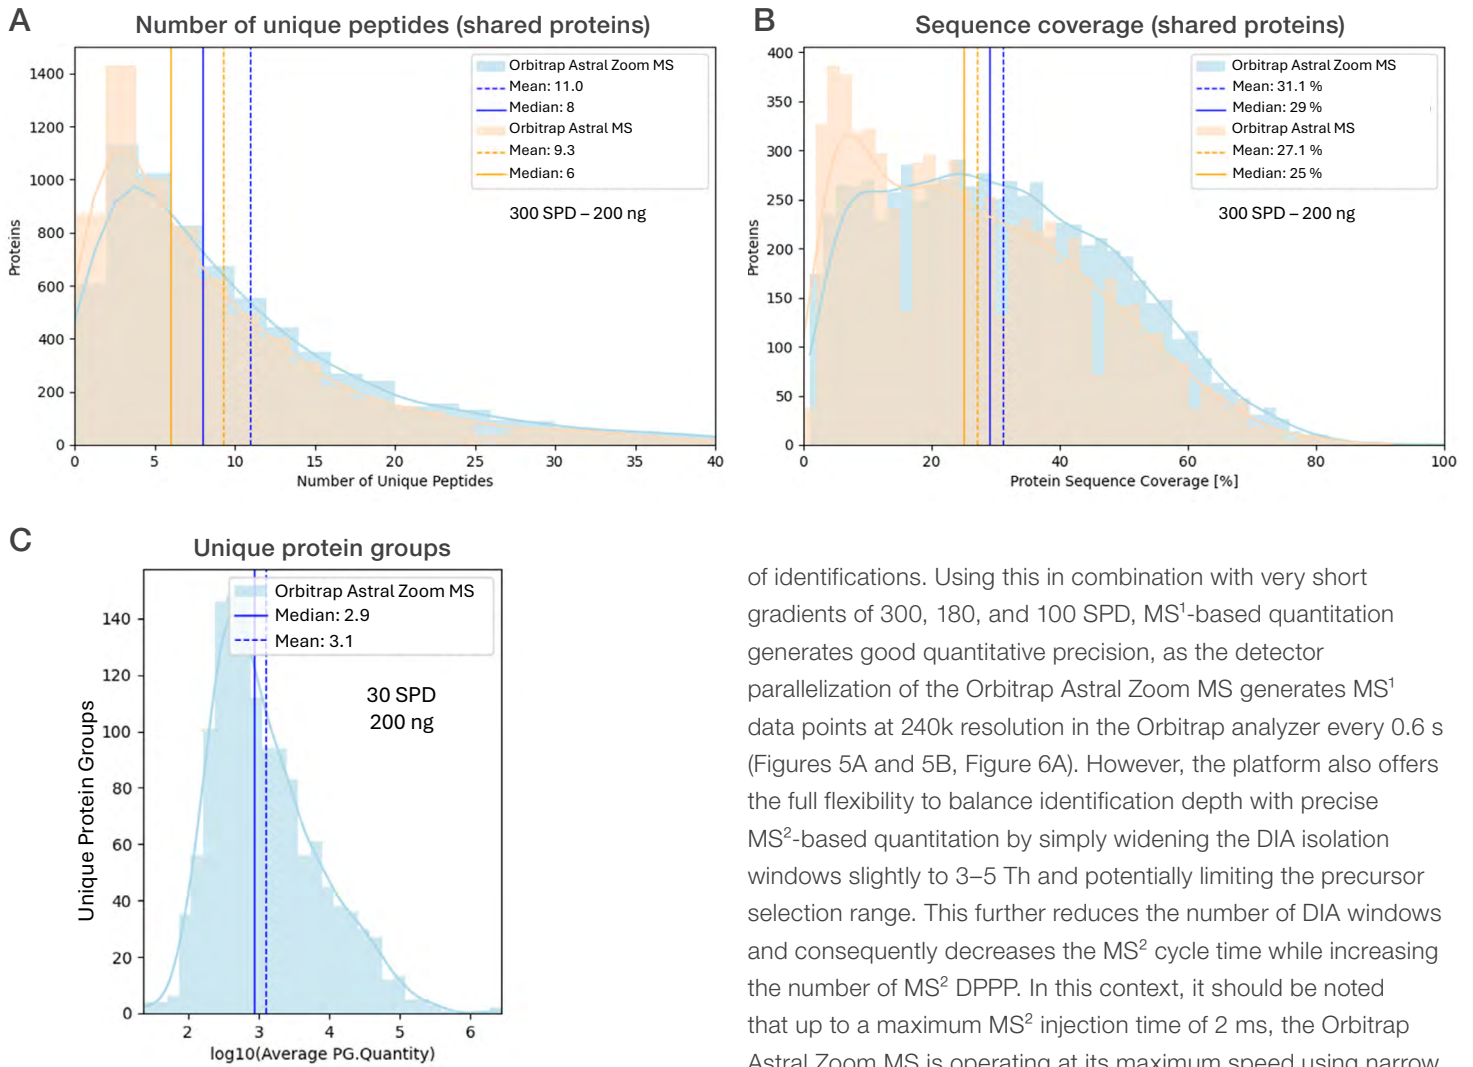 A
Number of unique peptides (shared proteins)
1400
1200
1000
800
600
400
200
0
Proteins
0 5 10 15 20 25 30 35 40
Number of Unique Peptides
Orbitrap Astral Zoom MS
Mean: 11.0
Median: 8
Orbitrap Astral MS
Mean: 9.3
Median: 6
300 SPD – 200 ng
B
Sequence coverage (shared proteins)
400
350
300
250
200
150
100
50
0
Proteins
0 20 40 60 80 100
Protein Sequence Coverage [%]
Orbitrap Astral Zoom MS
Mean: 31.1 %
Median: 29 %
Orbitrap Astral MS
Mean: 27.1 %
Median: 25 %
300 SPD – 200 ng
C
Unique protein groups
140
120
100
80
60
40
20
0
Unique Protein Groups
2 3 4 5 6
log10(Average PG.Quantity)
Orbitrap Astral Zoom MS
Median: 2.9
Mean: 3.1
30 SPD
200 ng
of identifications. Using this in combination with very short
gradients of 300, 180, and 100 SPD, MS¹-based quantitation
generates good quantitative precision, as the detector
parallelization of the Orbitrap Astral Zoom MS generates MS¹
data points at 240k resolution in the Orbitrap analyzer every 0.6 s
(Figures 5A and 5B, Figure 6A). However, the platform also offers
the full flexibility to balance identification depth with precise
MS²-based quantitation by simply widening the DIA isolation
windows slightly to 3–5 Th and potentially limiting the precursor
selection range. This further reduces the number of DIA windows
and consequently decreases the MS² cycle time while increasing
the number of MS² DPPP. In this context, it should be noted
that up to a maximum MS² injection time of 2 ms, the Orbitrap
Astral Zoom MS is operating at its maximum speed using narrow